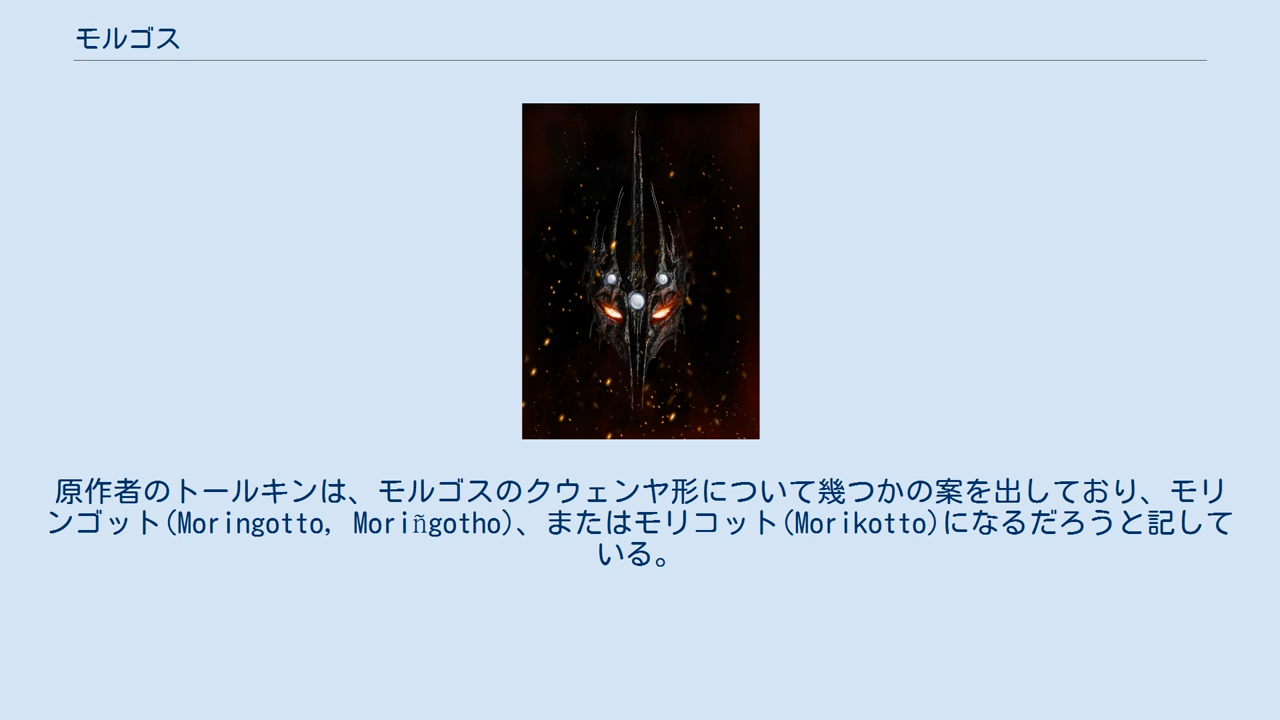 モルゴス
原作者のトールキンは、モルゴスのクウェンヤ形について幾つかの案を出しており、モリ
ンゴット(Moringotto, Moriñgotho)、またはモリコット(Morikotto)になるだろうと記して
いる。